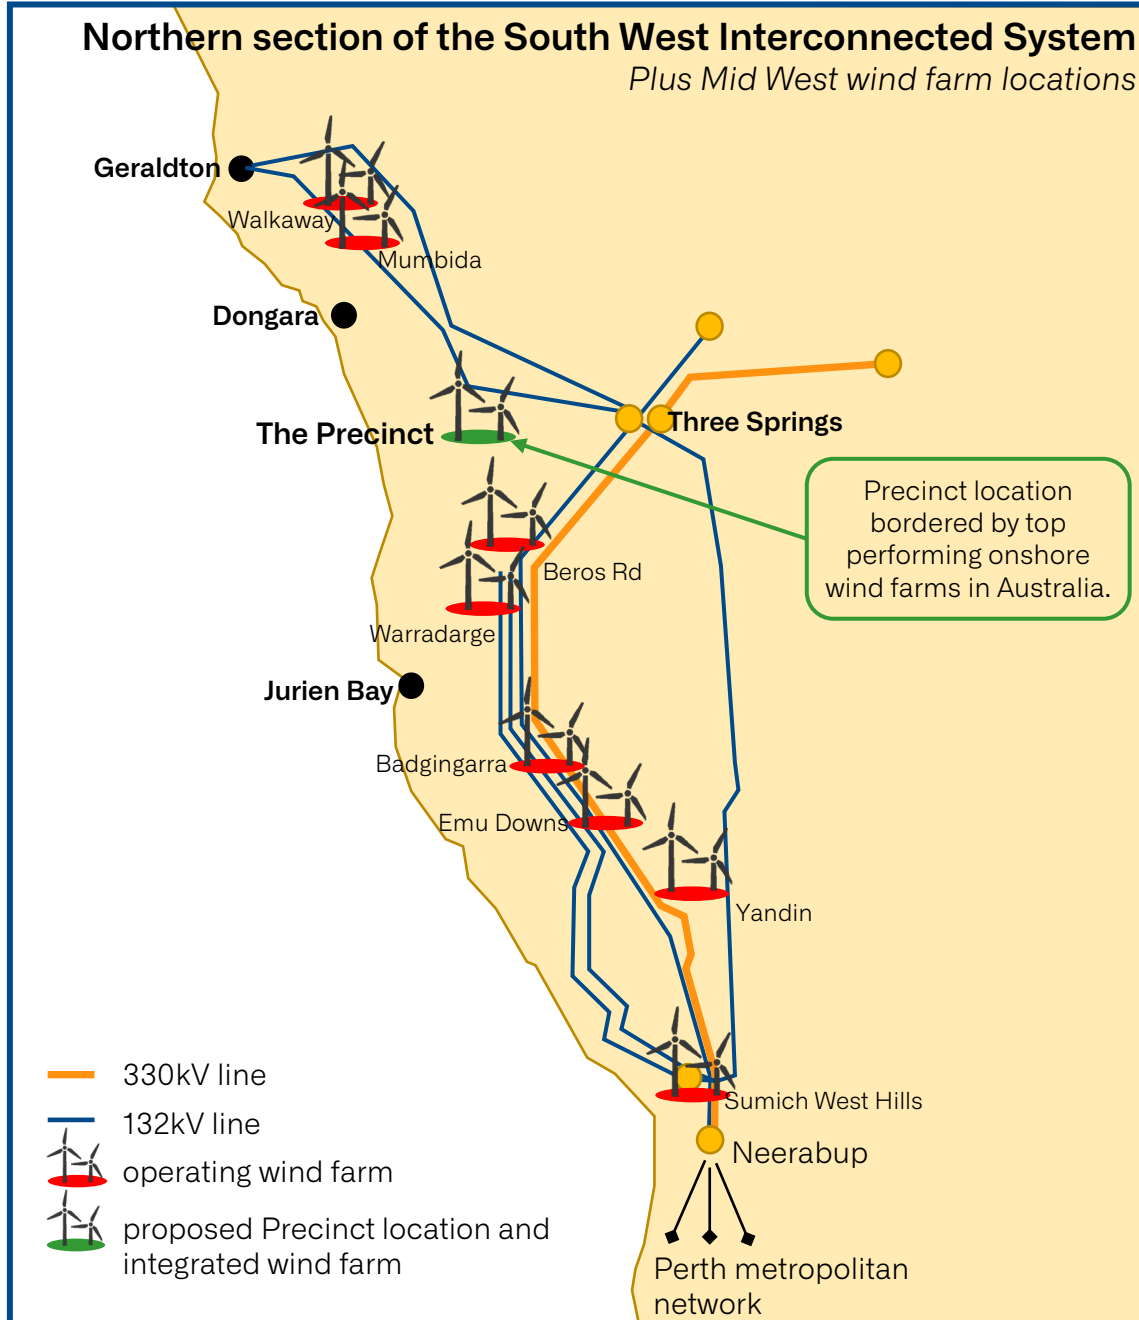 Northern section of the South West Interconnected System
Plus Mid West wind farm locations
Geraldton
Walkaway
Mumbida
Dongara
The Precinct
Three Springs
Precinct location
bordered by top
performing onshore
wind farms in Australia.
Beros Rd
Warradarge
Jurien Bay
Badgingarra
Emu Downs
Yandin
Sumich West Hills
Neerabup
Perth metropolitan
network
330kV line
132kV line
operating wind farm
proposed Precinct location and
integrated wind farm